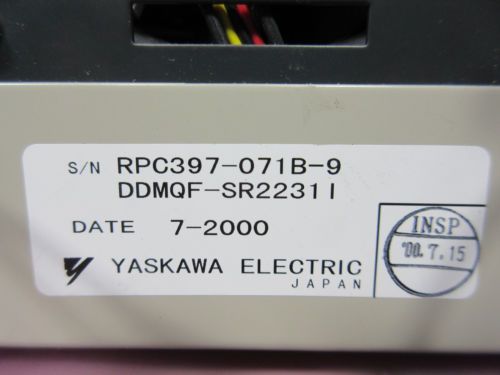 S/N RPC397-071B-9
DDMQF-SR2231I
DATE 7-2000
INSP
'00.7.15
YASKAWA ELECTRIC
JAPAN